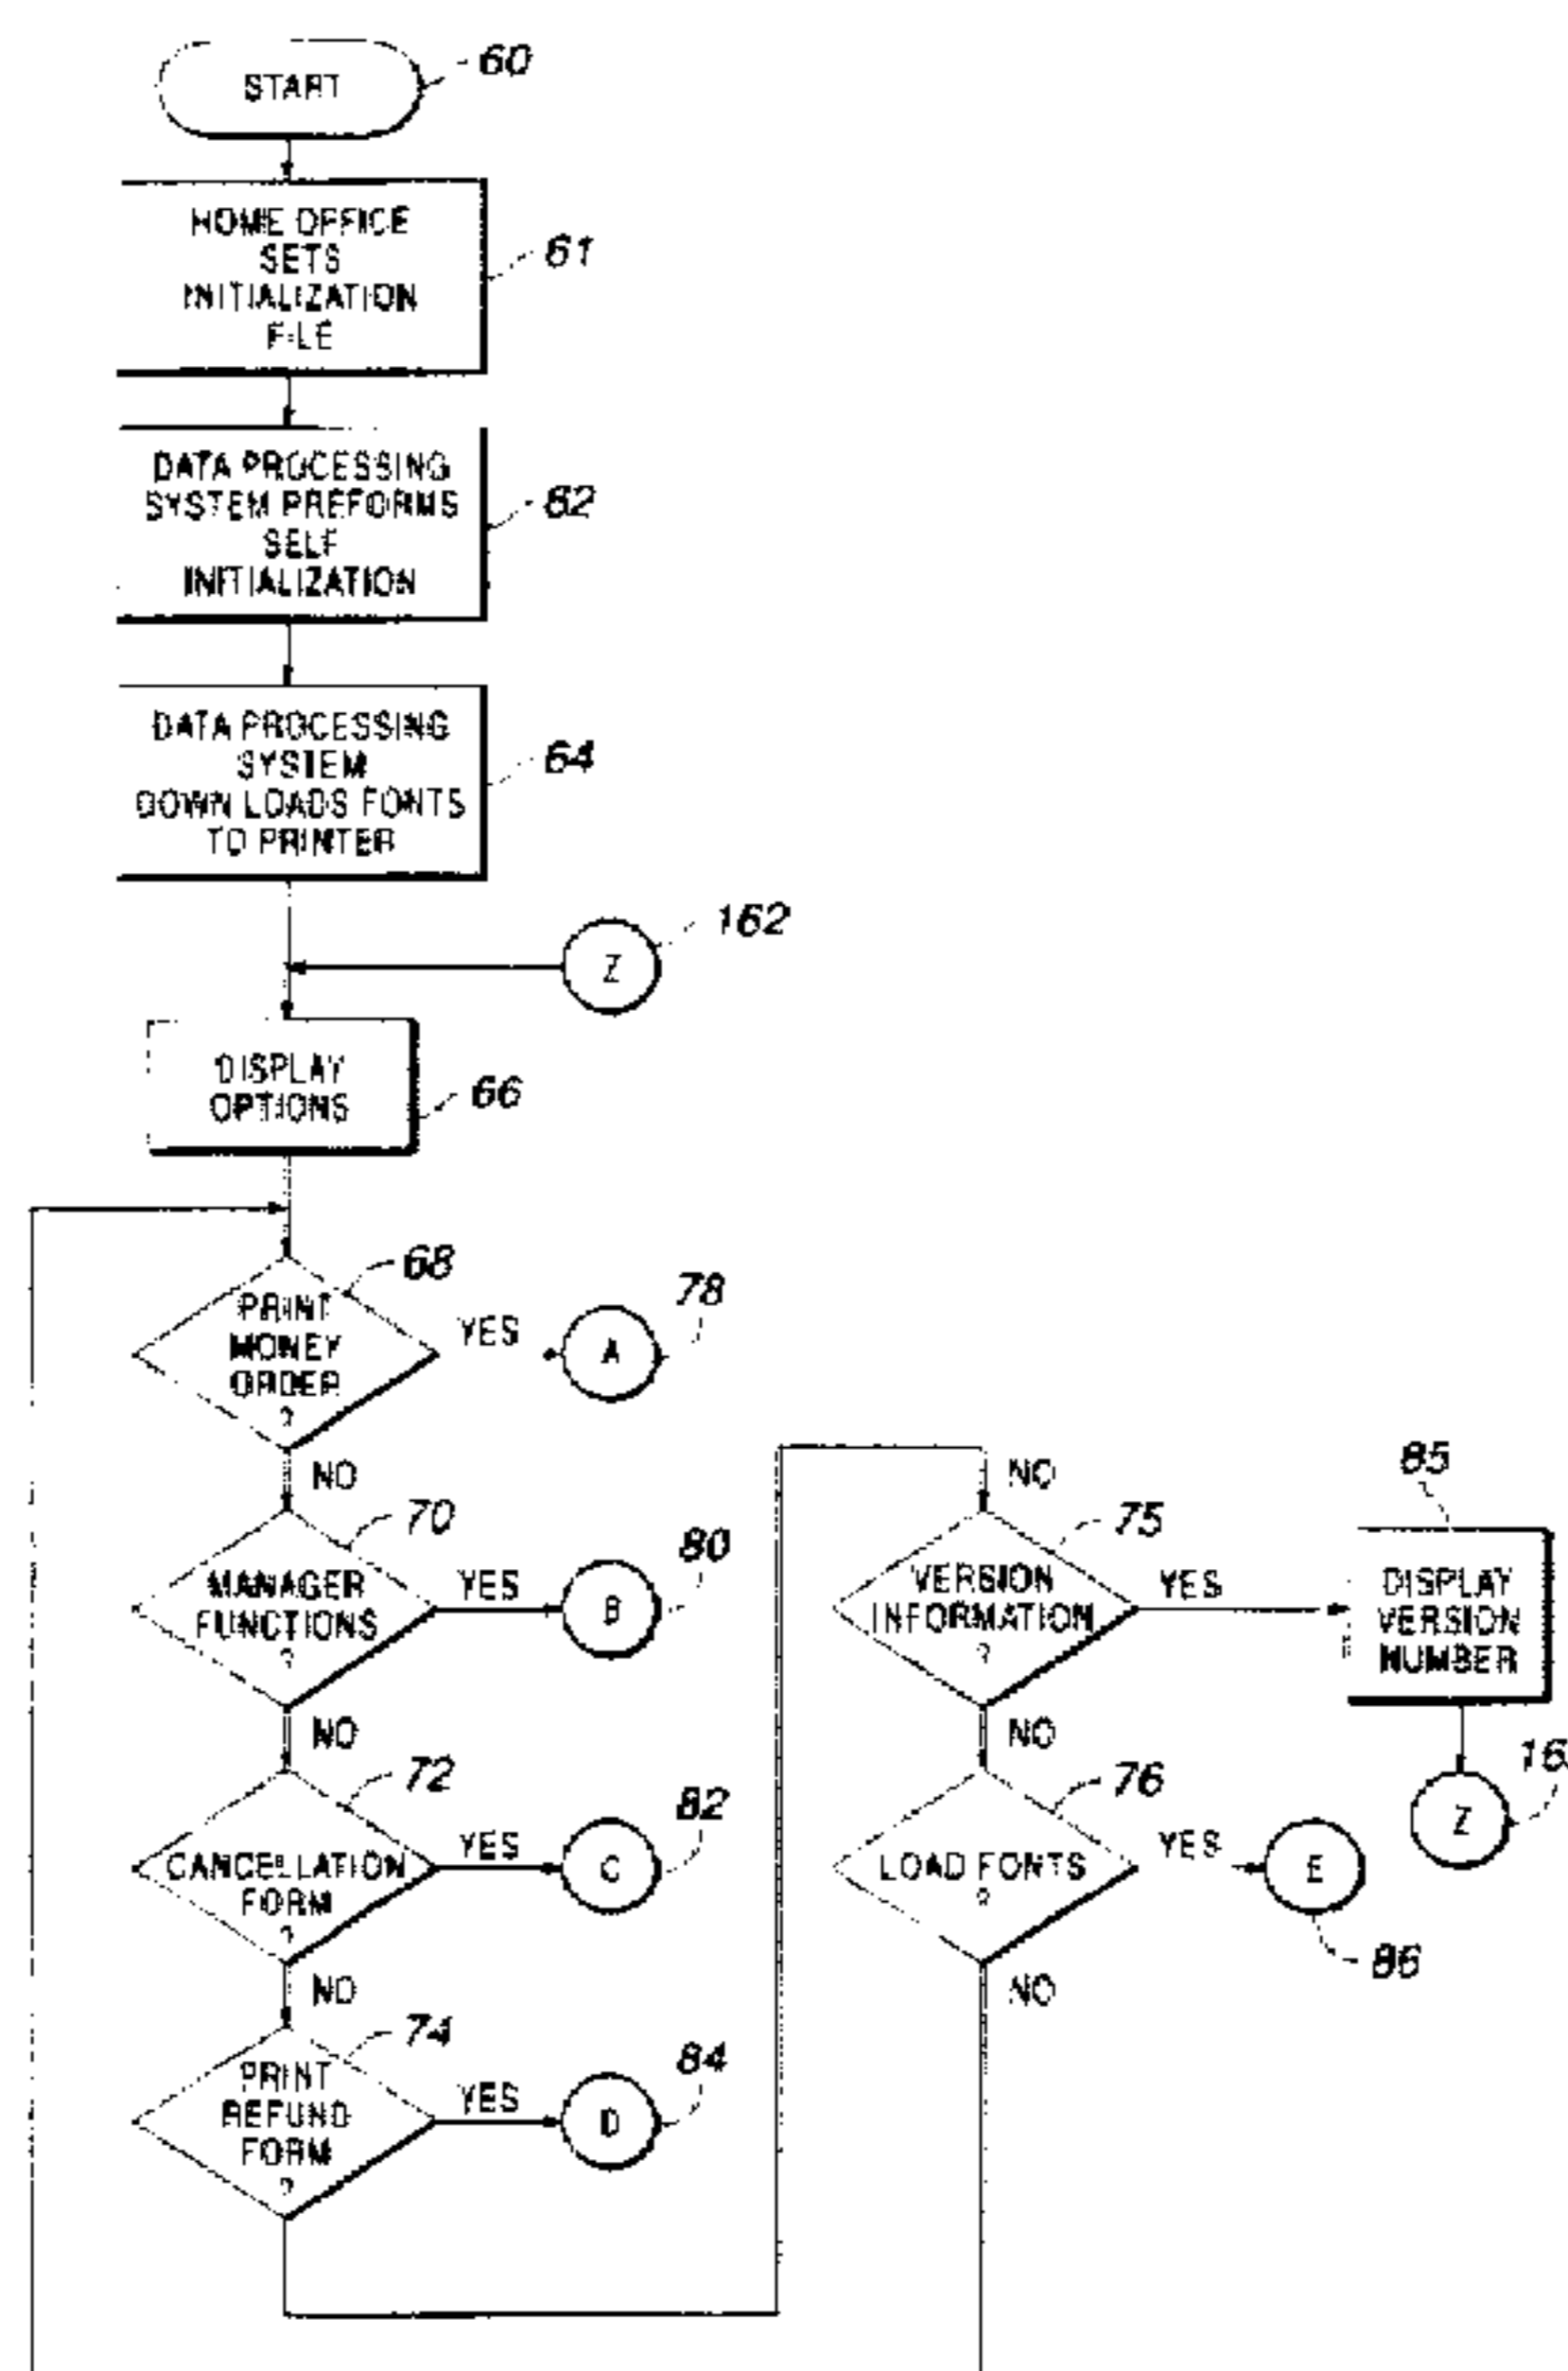 START
60
HOME OFFICE
SETS
INITIALIZATION
FILE
61
DATA PROCESSING
SYSTEM PREFORMS
SELF
INITIALIZATION
62
DATA PROCESSING
SYSTEM
DOWN LOADS FONTS
TO PRINTER
64
Z
162
DISPLAY
OPTIONS
66
PRINT
MONEY
ORDER
?
68
YES
A
78
NO
MANAGER
FUNCTIONS
?
70
YES
B
80
NO
CANCELLATION
FORM
?
72
YES
C
82
NO
PRINT
REFUND
FORM
?
74
YES
D
84
NO
VERSION
INFORMATION
?
75
YES
DISPLAY
VERSION
NUMBER
85
Z
16
NO
LOAD FONTS
?
76
YES
E
86
NO